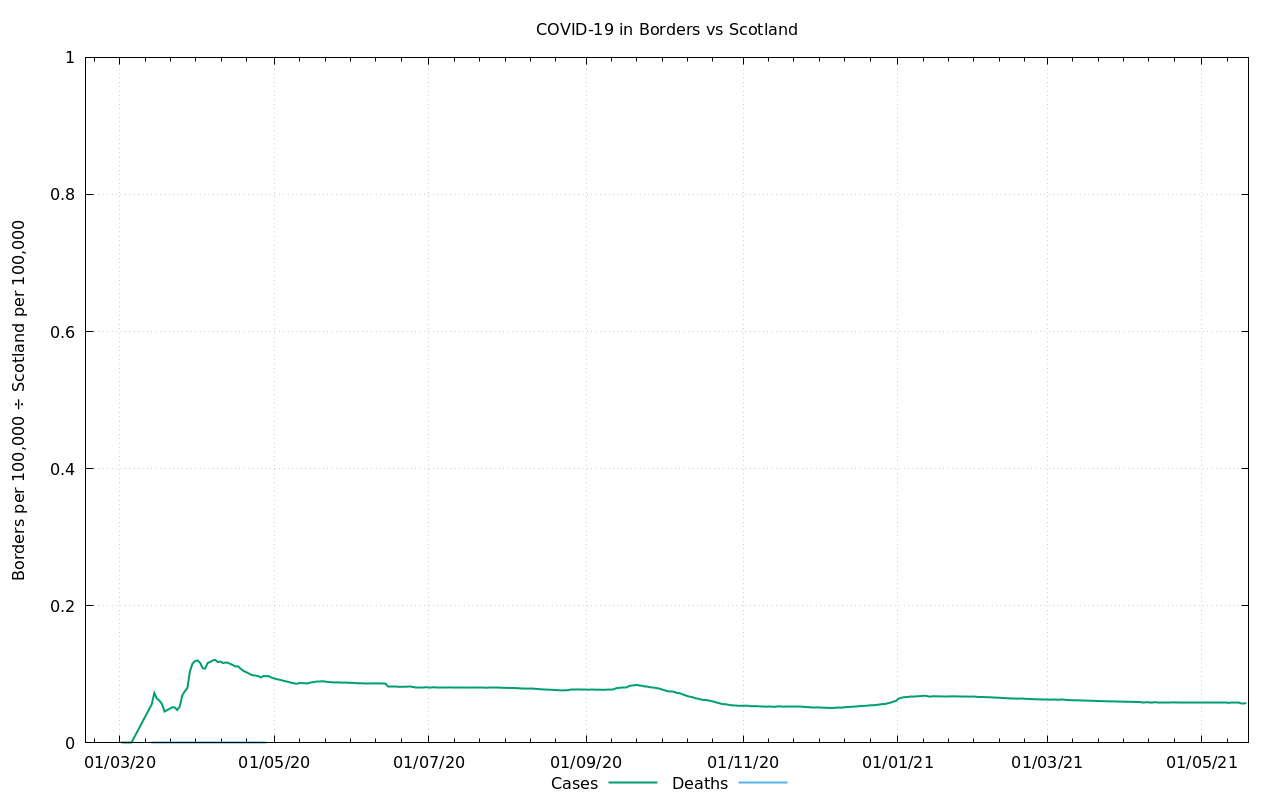 COVID-19 in Borders vs Scotland
Borders per 100,000 ÷ Scotland per 100,000
1
0.8
0.6
0.4
0.2
0
01/03/20 01/05/20 01/07/20 01/09/20 01/11/20 01/01/21 01/03/21 01/05/21
Cases Deaths